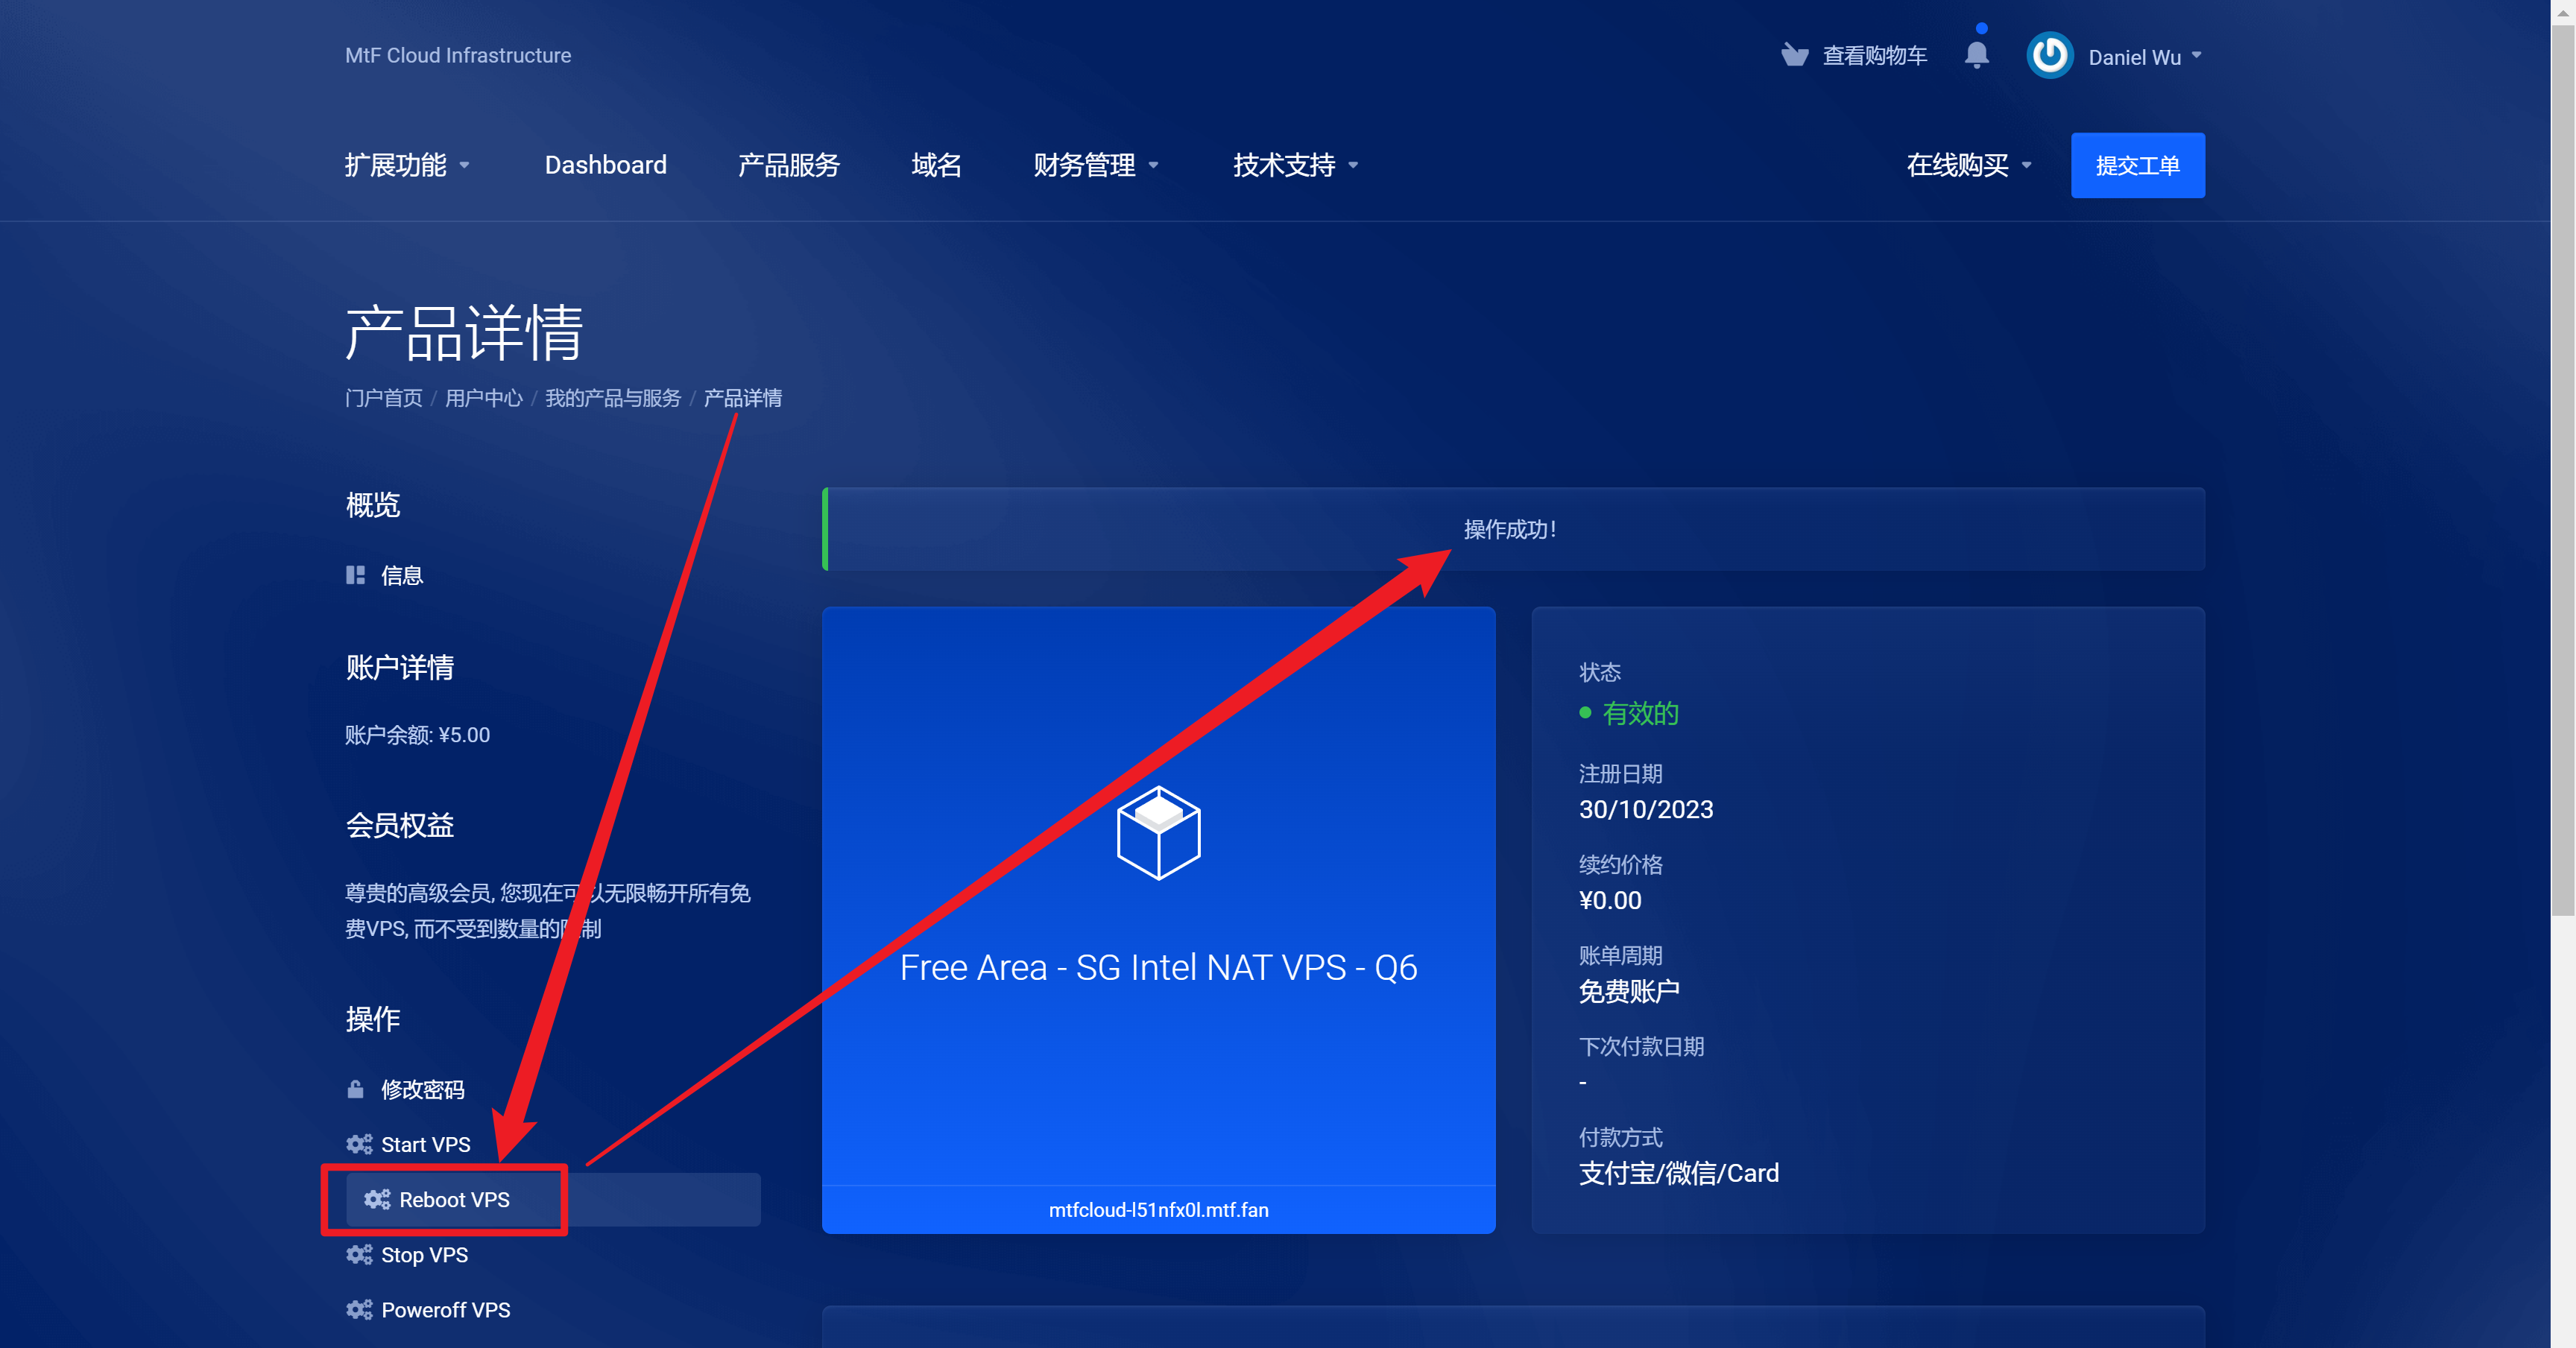 MtF Cloud Infrastructure
查看购物车
Daniel Wu
扩展功能
Dashboard
产品服务
域名
财务管理
技术支持
在线购买
提交工单
产品详情
门户首页 / 用户中心 / 我的产品与服务 / 产品详情
概览
信息
账户详情
账户余额: ¥5.00
会员权益
尊贵的高级会员, 您现在可以无限畅开所有免
费VPS, 而不受到数量的限制
操作
修改密码
Start VPS
Reboot VPS
Stop VPS
Poweroff VPS
操作成功!
Free Area - SG Intel NAT VPS - Q6
mtfcloud-l51nfx0l.mtf.fan
状态
有效的
注册日期
30/10/2023
续约价格
¥0.00
账单周期
免费账户
下次付款日期
-
付款方式
支付宝/微信/Card